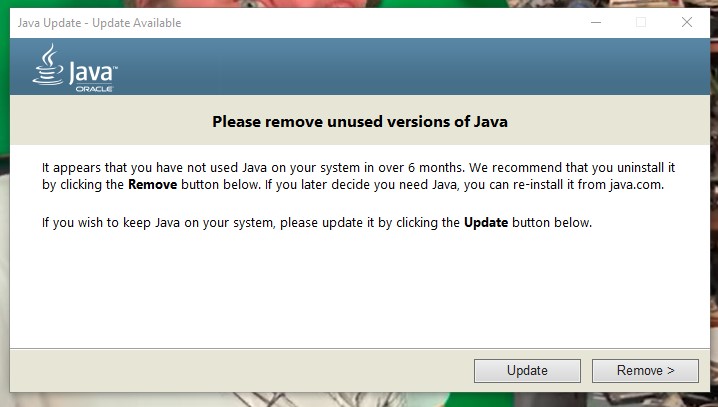 Java Update - Update Available
Java™
ORACLE
Please remove unused versions of Java
It appears that you have not used Java on your system in over 6 months. We recommend that you uninstall it
by clicking the Remove button below. If you later decide you need Java, you can re-install it from java.com.
If you wish to keep Java on your system, please update it by clicking the Update button below.
Update
Remove >